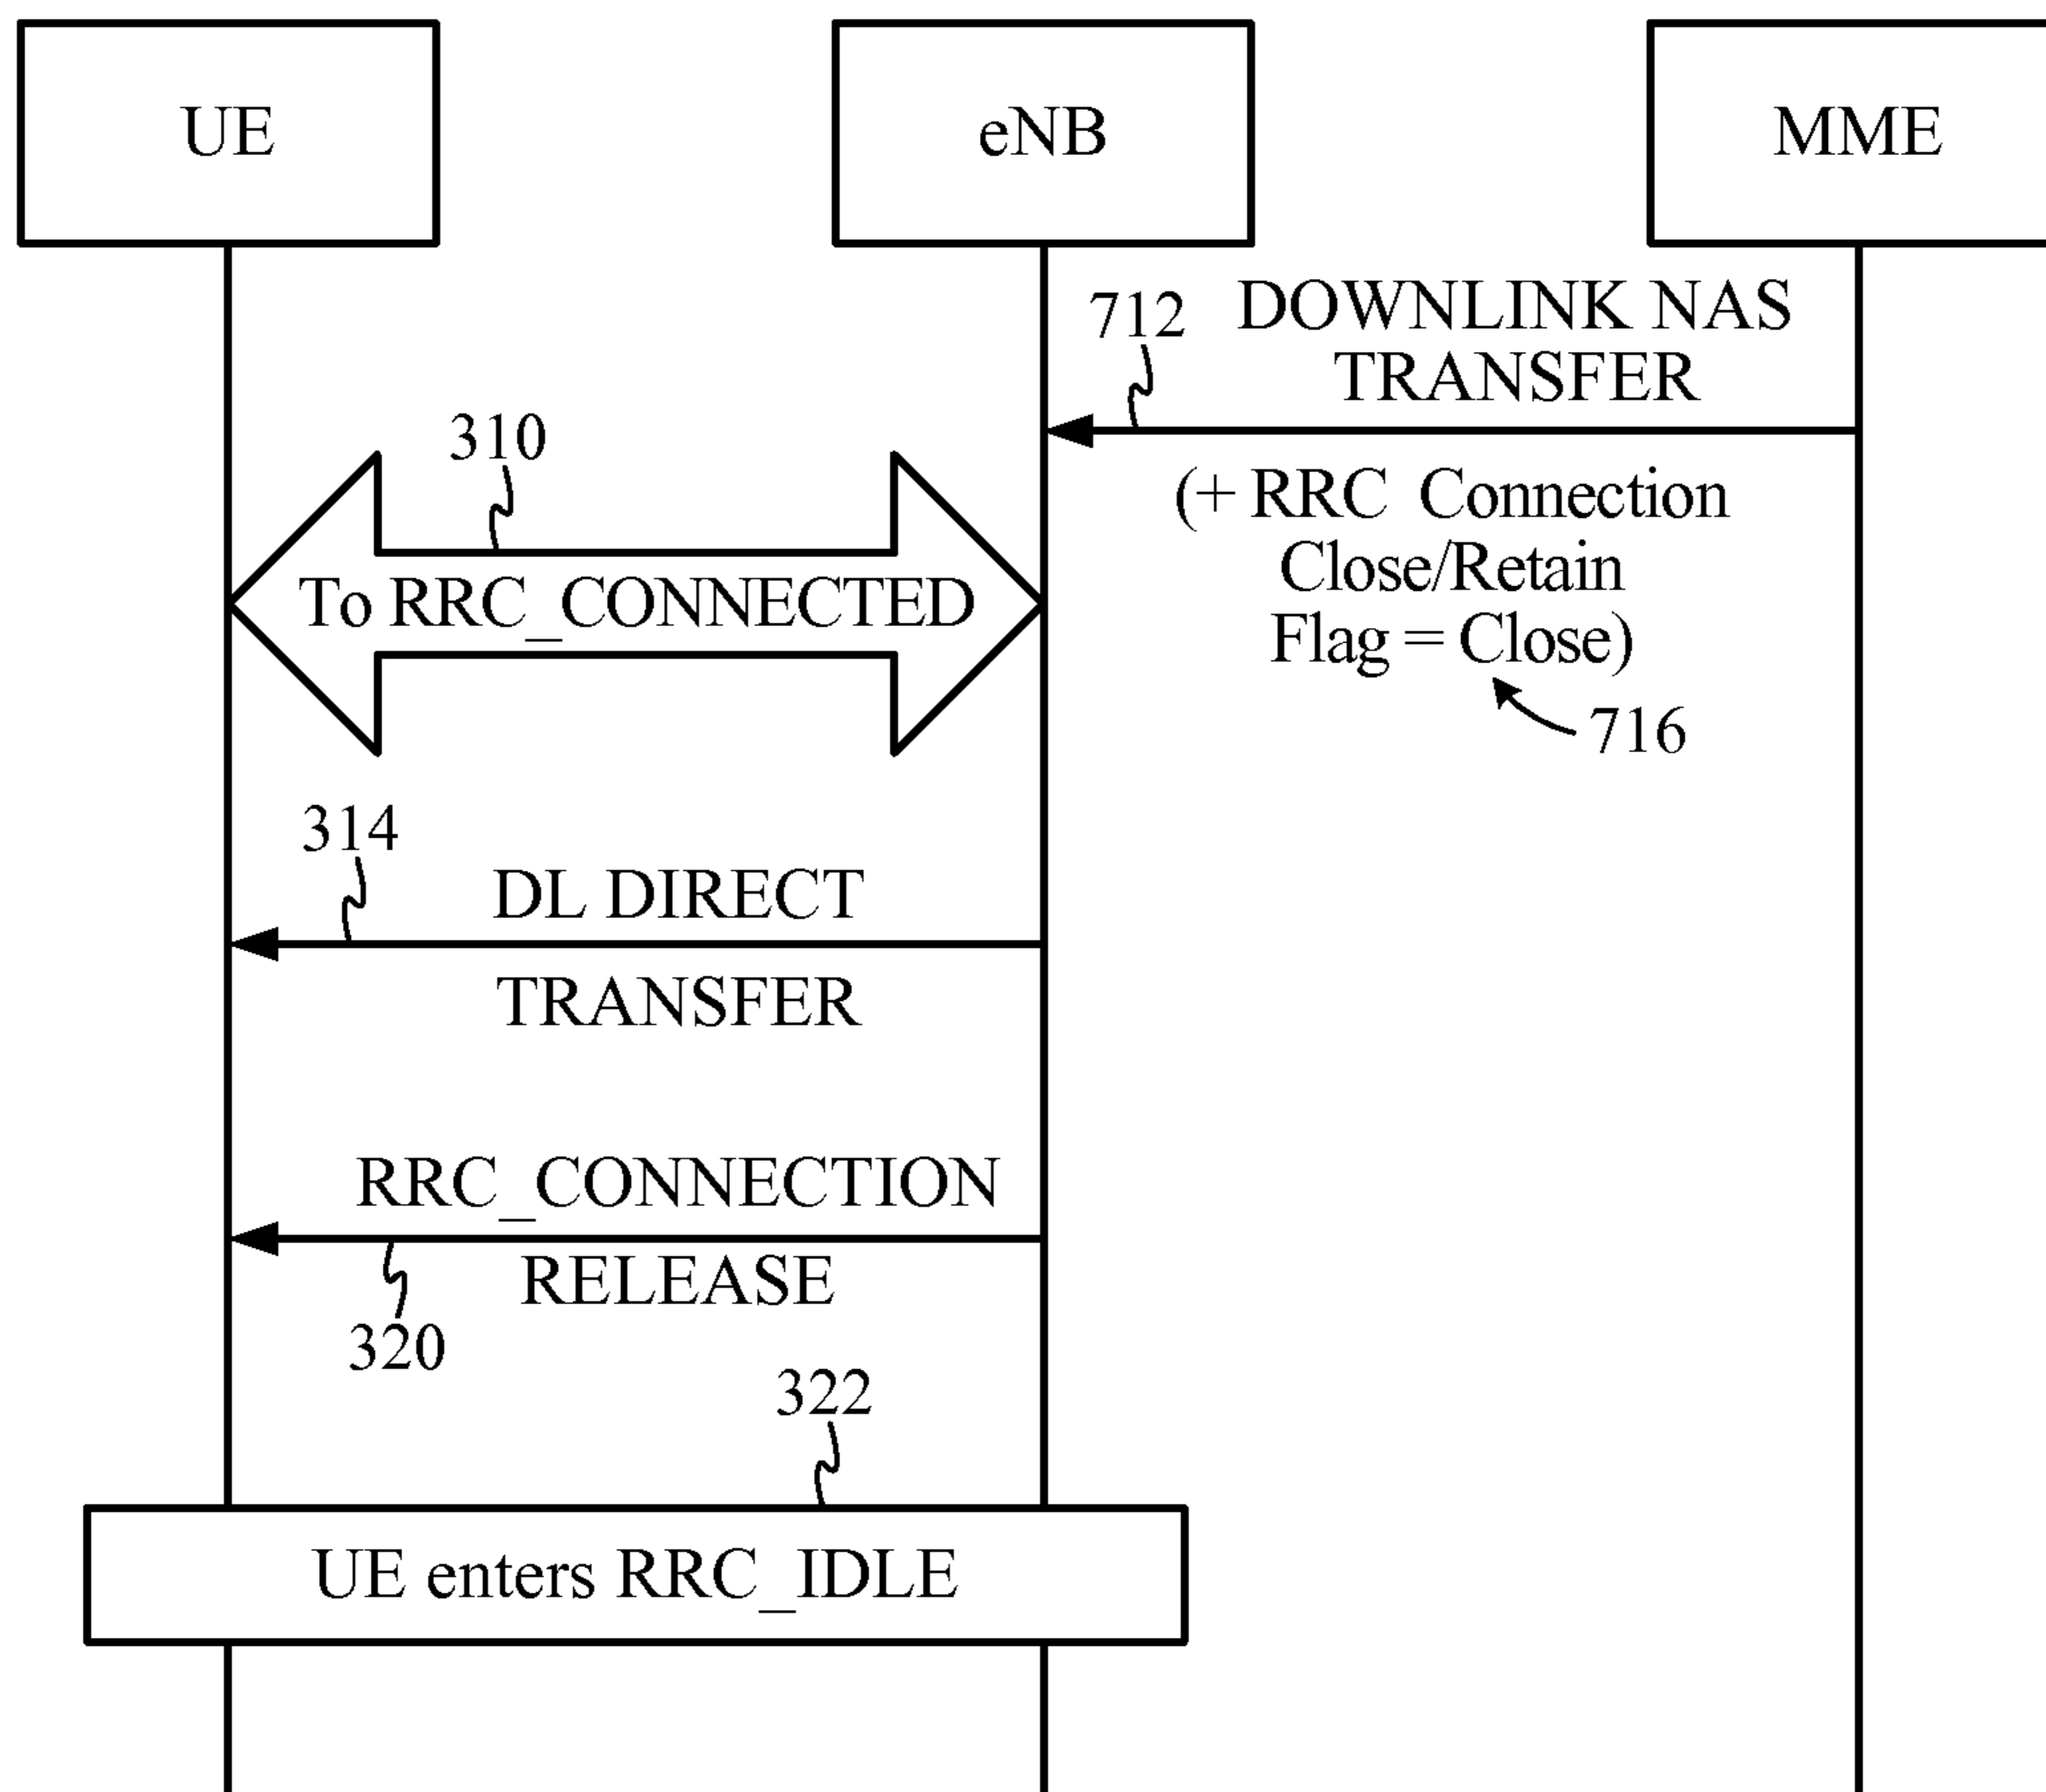 UE
eNB
MME
712
DOWNLINK NAS
TRANSFER
310
(+ RRC Connection
Close/Retain
Flag = Close)
To RRC_CONNECTED
716
314
DL DIRECT
TRANSFER
RRC_CONNECTION
RELEASE
320
322
UE enters RRC_IDLE